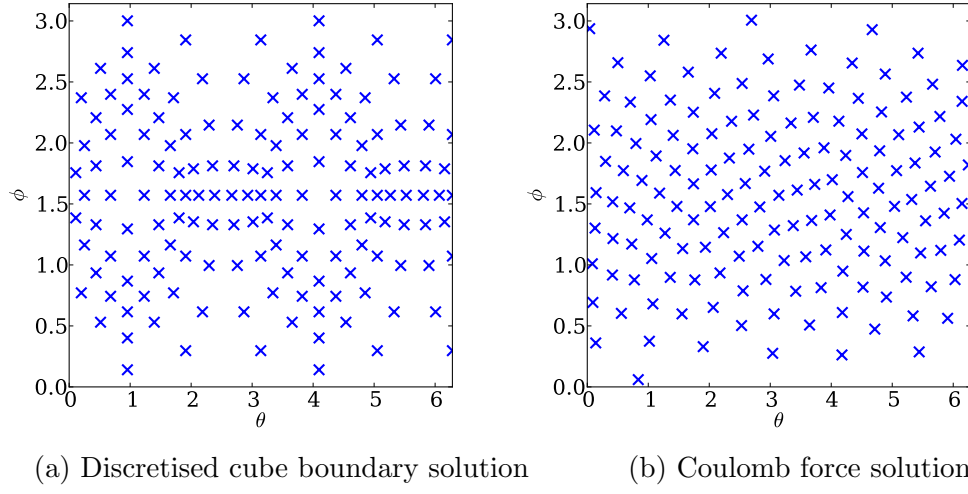 3.0
2.5
2.0
1.5
1.0
0.5
0.0
ϕ
0 1 2 3 4 5 6
θ
(a) Discretised cube boundary solution
3.0
2.5
2.0
1.5
1.0
0.5
0.0
ϕ
0 1 2 3 4 5 6
θ
(b) Coulomb force solution